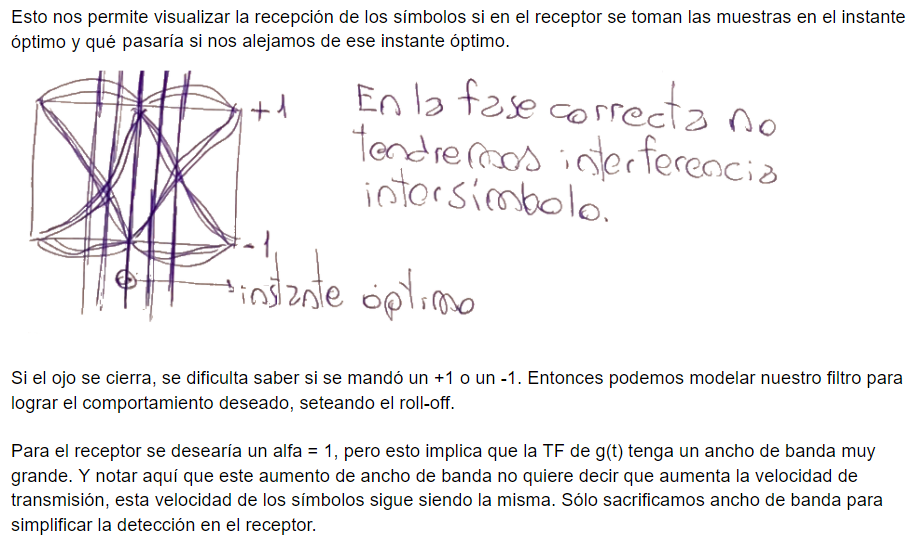 Esto nos permite visualizar la recepción de los símbolos si en el receptor se toman las muestras en el instante
óptimo y qué pasaría si nos alejamos de ese instante óptimo.
+1
En la fase correcta no
tendremos interferencia
intersímbolo.
-1
instante óptimo
Si el ojo se cierra, se dificulta saber si se mandó un +1 o un -1. Entonces podemos modelar nuestro filtro para
lograr el comportamiento deseado, seteando el roll-off.
Para el receptor se desearía un alfa = 1, pero esto implica que la TF de g(t) tenga un ancho de banda muy
grande. Y notar aquí que este aumento de ancho de banda no quiere decir que aumenta la velocidad de
transmisión, esta velocidad de los símbolos sigue siendo la misma. Sólo sacrificamos ancho de banda para
simplificar la detección en el receptor.